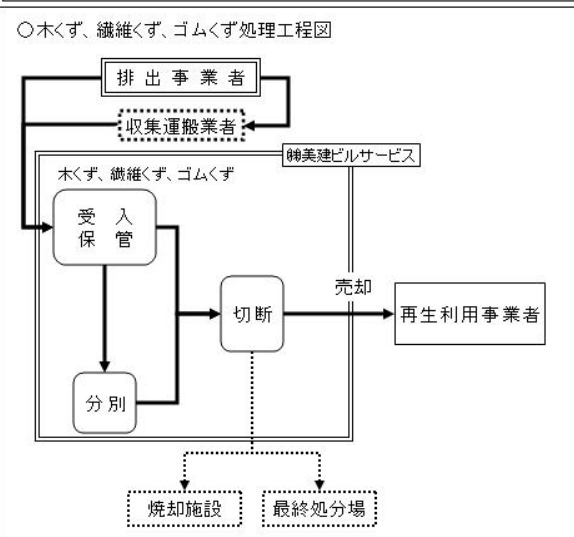 ○木くず、繊維くず、ゴムくず処理工程図
排出事業者
収集運搬業者
㈱美建ビルサービス
木くず、繊維くず、ゴムくず
受入
保管
売却
切断
再生利用事業者
分別
焼却施設
最終処分場